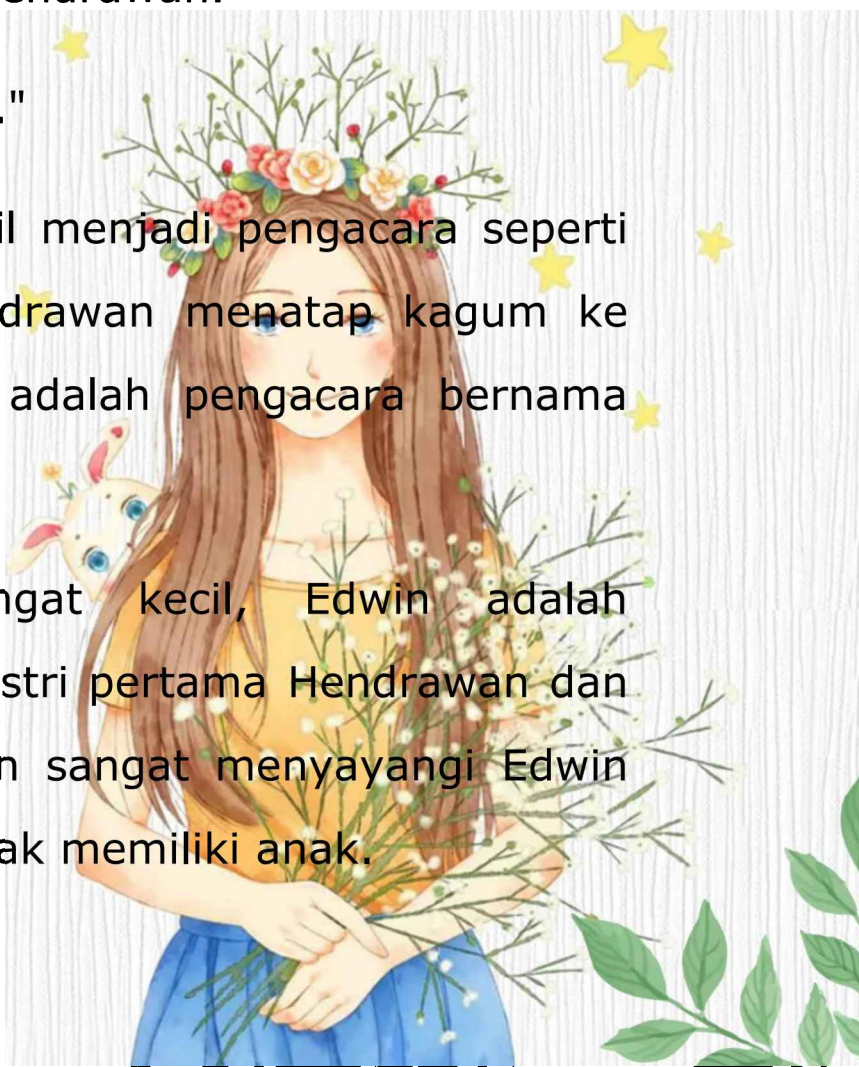 ."
il menjadi pengacara seperti
drawan menatap kagum ke
adalah pengacara bernama
ngat kecil, Edwin adalah
stri pertama Hendrawan dan
n sangat menyayangi Edwin
ak memiliki anak.